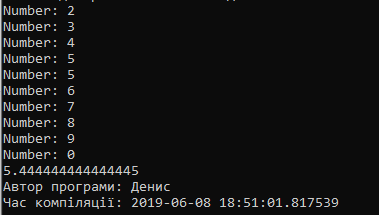 Number: 2
Number: 3
Number: 4
Number: 5
Number: 5
Number: 6
Number: 7
Number: 8
Number: 9
Number: 0
5.444444444444445
Автор програми: Денис
Час компіляції: 2019-06-08 18:51:01.817539